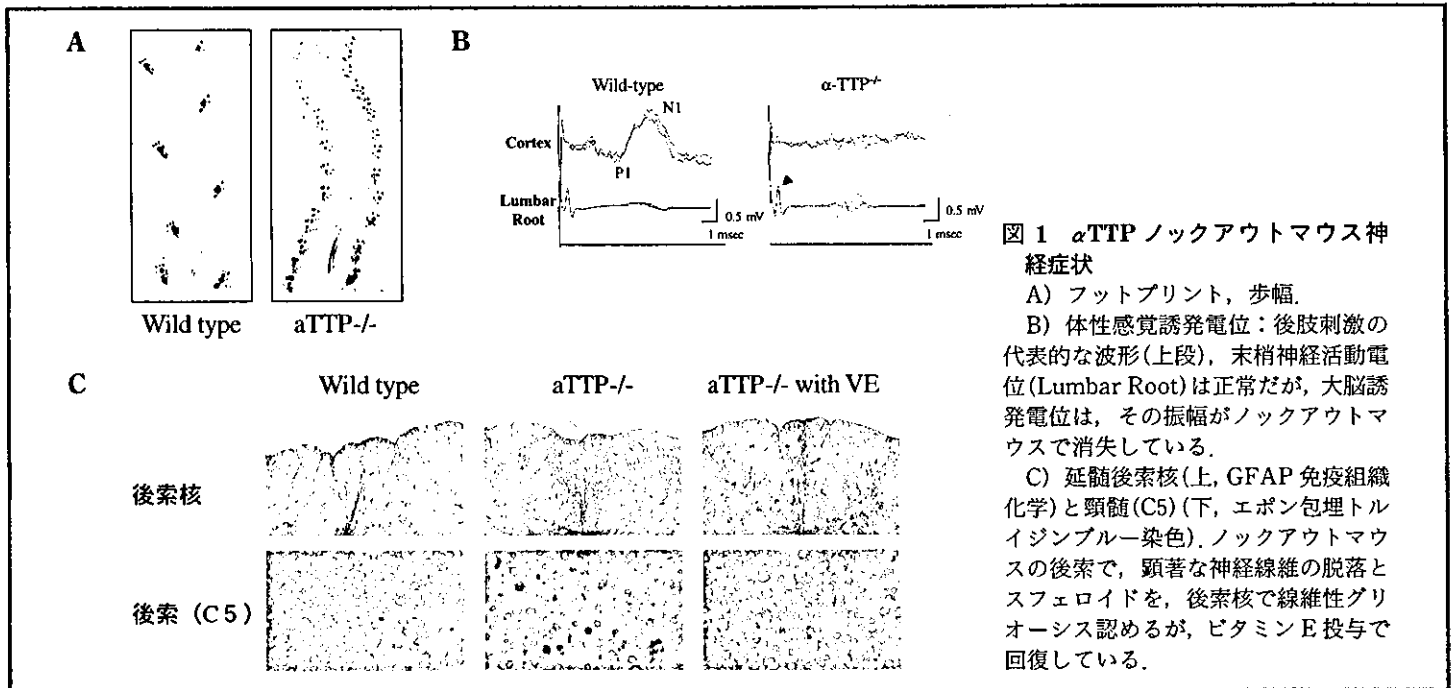 A
B
Wild type
aTTP-/-
Wild-type
α-TTP-/-
N1
Cortex
P1
Lumbar
Root
0.5 mV
1 msec
0.5 mV
1 msec
C
Wild type
aTTP-/-
aTTP-/- with VE
後索核
後索（C5）
図1 αTTPノックアウトマウス神
経症状
A）フットプリント，歩幅．
B）体性感覚誘発電位：後肢刺激の
代表的な波形(上段)，末梢神経活動電
位(Lumbar Root)は正常だが，大脳誘
発電位は，その振幅がノックアウトマ
ウスで消失している．
C）延髄後索核(上，GFAP免疫組織
化学)と頸髄(C5)(下，エポン包埋トル
イジンブルー染色)．ノックアウトマウ
スの後索で，顕著な神経線維の脱落と
スフェロイドを，後索核で線維性グリ
オーシス認めるが，ビタミンE投与で
回復している．